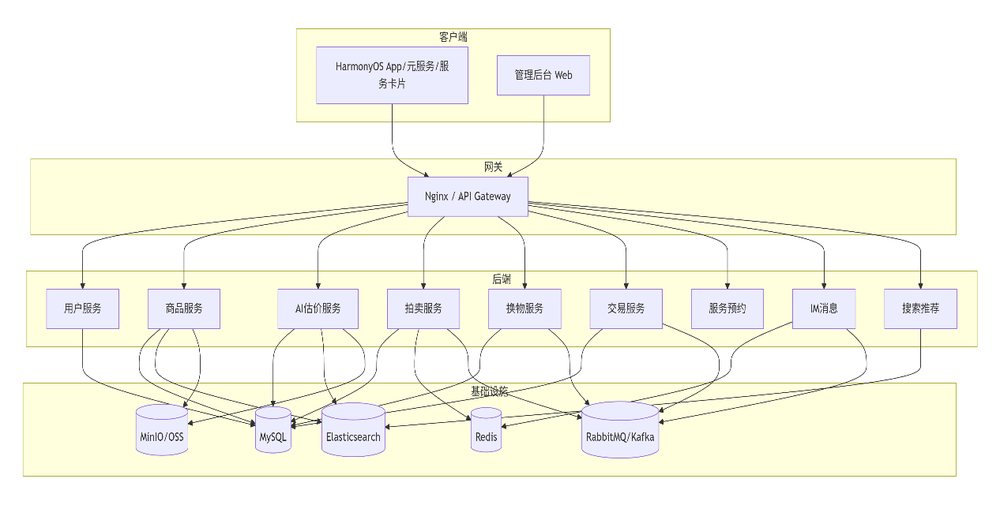 客户端
HarmonyOS App/元服务/服
务卡片
管理后台 Web
网关
Nginx / API Gateway
后端
用户服务
商品服务
AI估价服务
拍卖服务
换物服务
交易服务
服务预约
IM消息
搜索推荐
基础设施
MinIO/OSS
MySQL
Elasticsearch
Redis
RabbitMQ/Kafka